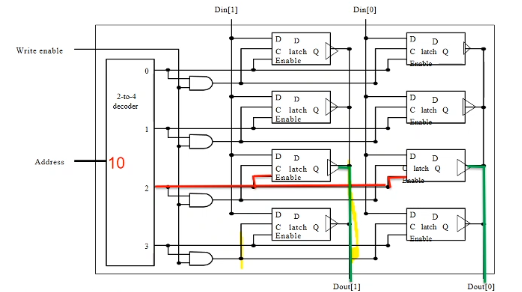 Din[1] Din[0]
Write enable
D D D D
C latch Q C latch Q
Enable Enable
0
2-to-4
decoder
D D D D
C latch Q C latch Q
Enable Enable
1
Address 10
D D D D
C latch Q C latch Q
Enable Enable
2
D D D D
C latch Q C latch Q
Enable Enable
3
Dout[1] Dout[0]